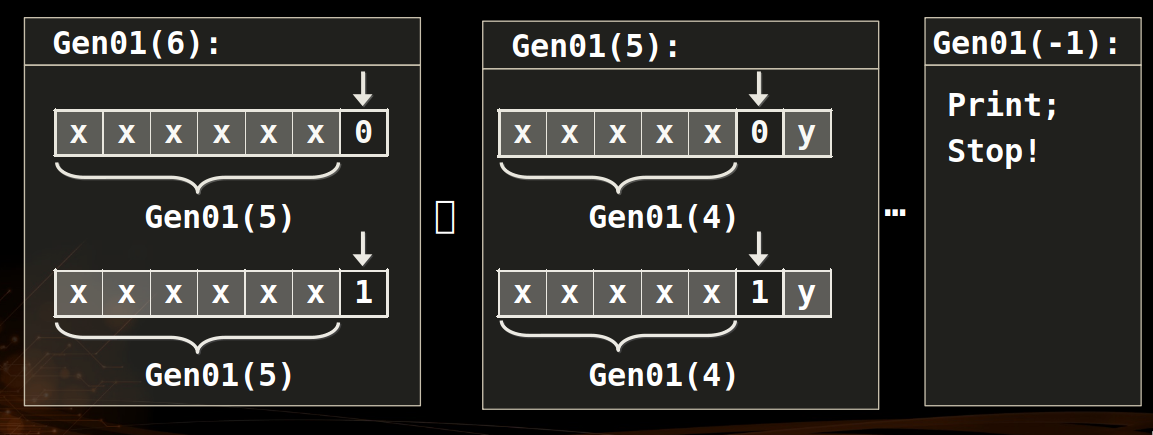 Gen01(6):
x x x x x x 0
Gen01(5)
x x x x x x 1
Gen01(5)
Gen01(5):
x x x x x 0 y
Gen01(4)
x x x x x 1 y
Gen01(4)
…
Gen01(-1):
Print;
Stop!